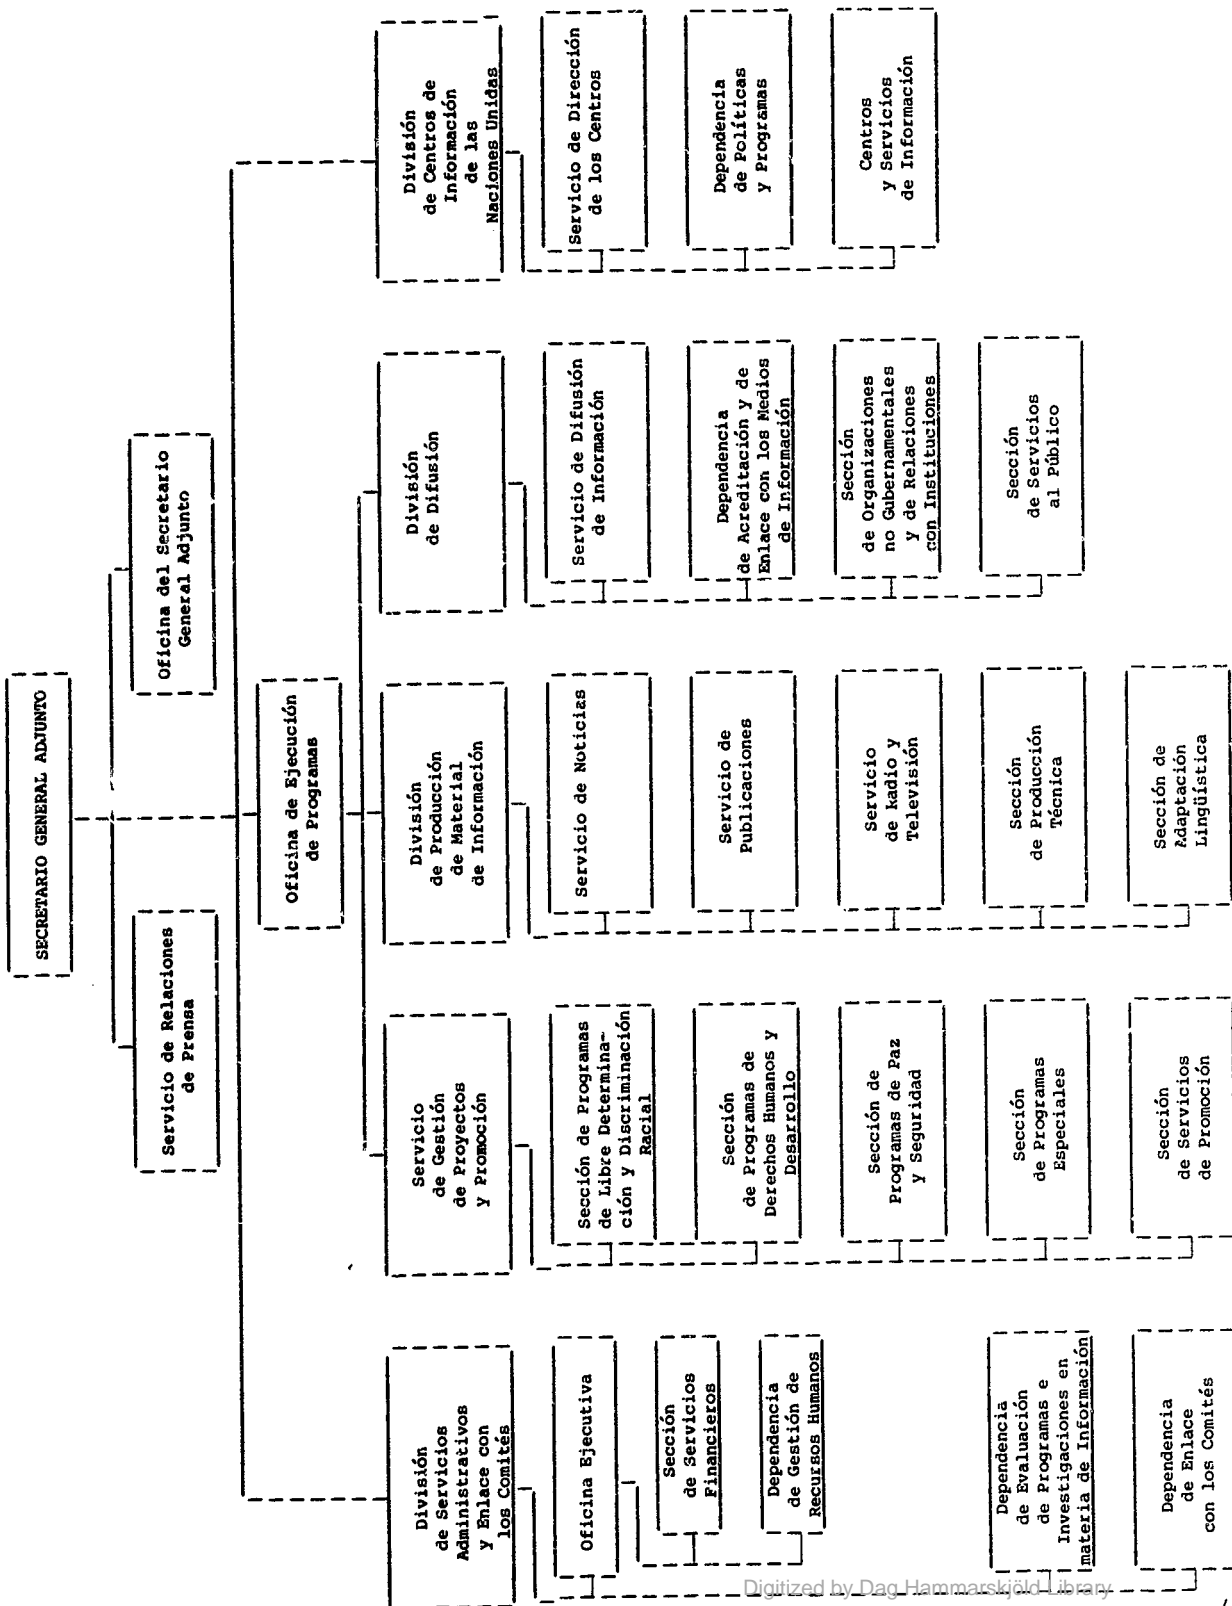 SECRETARIO GENERAL ADJUNTO
Servicio de Relaciones
de Prensa
Oficina del Secretario
General Adjunto
Oficina de Ejecución
de Programas
División
de Servicios
Administrativos
y Enlace con
los Comités
Servicio
de Gestión
de Proyectos
y Promoción
División
de Producción
de Material
de Información
División
de Difusión
División
de Centros de
Información
de las
Naciones Unidas
Oficina Ejecutiva
Sección
de Servicios
Financieros
Dependencia
de Gestión de
Recursos Humanos
Dependencia
de Evaluación
de Programas e
Investigaciones en
materia de Información
Dependencia
de Enlace
con los Comités
Sección de Programas
de Libre Determina-
ción y Discriminación
Racial
Sección
de Programas de
Derechos Humanos y
Desarrollo
Sección de
Programas de Paz
y Seguridad
Sección
de Programas
Especiales
Sección
de Servicios
de Promoción
Servicio de Noticias
Servicio de
Publicaciones
Servicio
de kadio y
Televisión
Sección
de Producción
Técnica
Sección de
Adaptación
Lingüística
Servicio de Difusión
de Información
Dependencia
de Acreditación y de
Enlace con los Medios
de Información
Sección
de Organizaciones
no Gubernamentales
y de Relaciones
con Instituciones
Sección
de Servicios
al Público
Servicio de Dirección
de los Centros
Dependencia
de Políticas
y Programas
Centros
y Servicios
de Información
Digitized by Dag Hammarskjöld Library